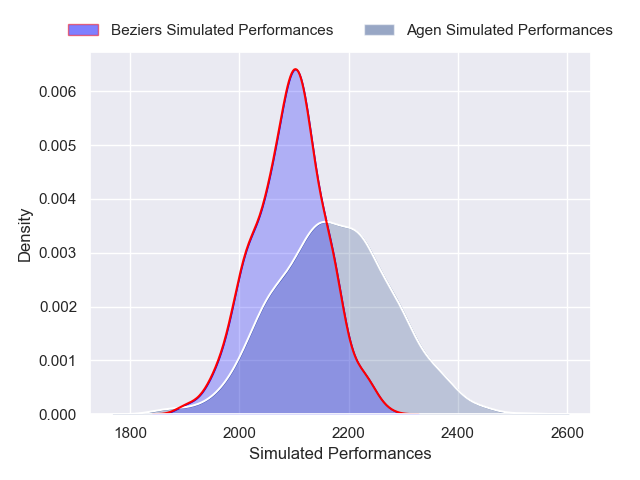 Beziers Simulated Performances Agen Simulated Performances
0.006
0.005
0.004
0.003
0.002
0.001
0.000
Density
1800 2000 2200 2400 2600
Simulated Performances